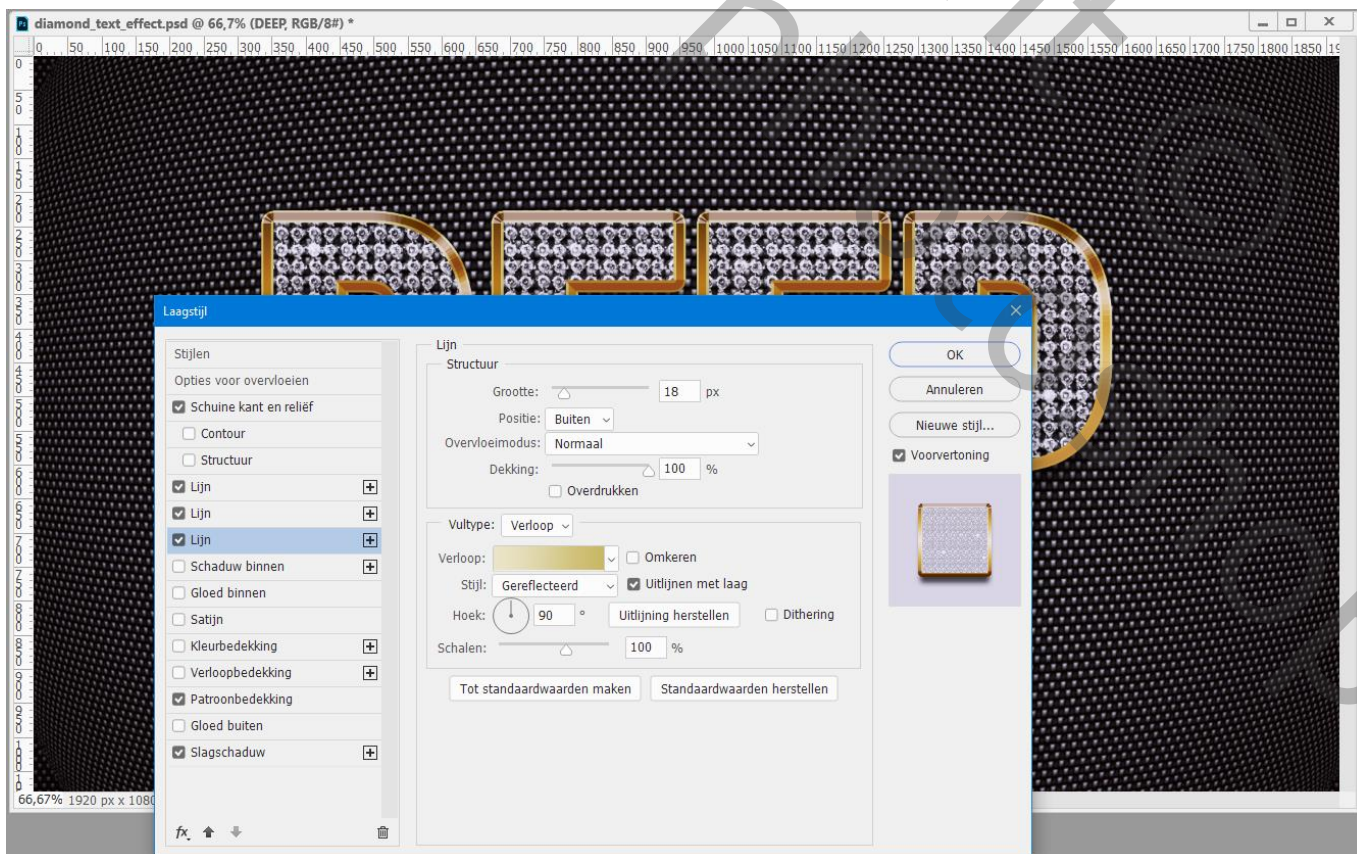 diamond_text_effect.psd @ 66,7% (DEEP, RGB/8#) *
0 50 100 150 200 250 300 350 400 450 500 550 600 650 700 750 800 850 900 950 1000 1050 1100 1150 1200 1250 1300 1350 1400 1450 1500 1550 1600 1650 1700 1750 1800 1850
DEEP
Laagstijl
Stijlen
Opties voor overvloeien
Schuine kant en reliëf
Contour
Structuur
Lijn
Lijn
Lijn
Schaduw binnen
Gloed binnen
Satijn
Kleurbedekking
Verloopbedekking
Patroonbedekking
Gloed buiten
Slagschaduw
fx
Lijn
Structuur
Grootte: 18 px
Positie: Buiten
Overvloeimodus: Normaal
Dekking: 100 %
Overdrukken
Vultype: Verloop
Verloop: Omkeren
Stijl: Gereflecteerd Uitlijnen met laag
Hoek: 90 ° Uitlijning herstellen Dithering
Schalen: 100 %
Tot standaardwaarden maken Standaardwaarden herstellen
OK
Annuleren
Nieuwe stijl...
Voorvertoning
66,67% 1920 px x 1080